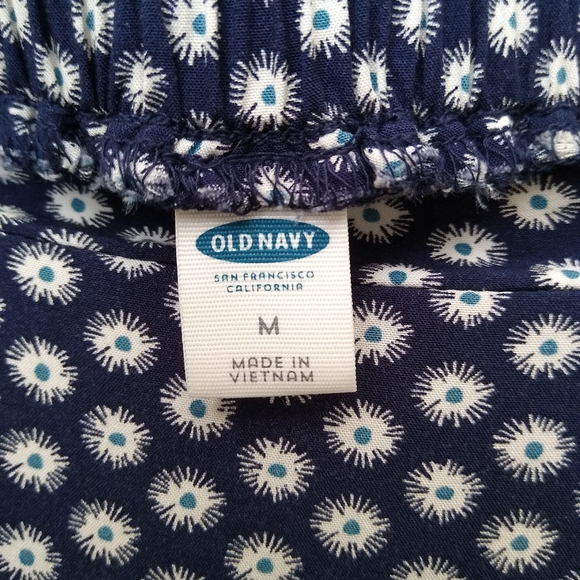 OLD NAVY
SAN FRANCISCO
CALIFORNIA
M
MADE IN
VIETNAM